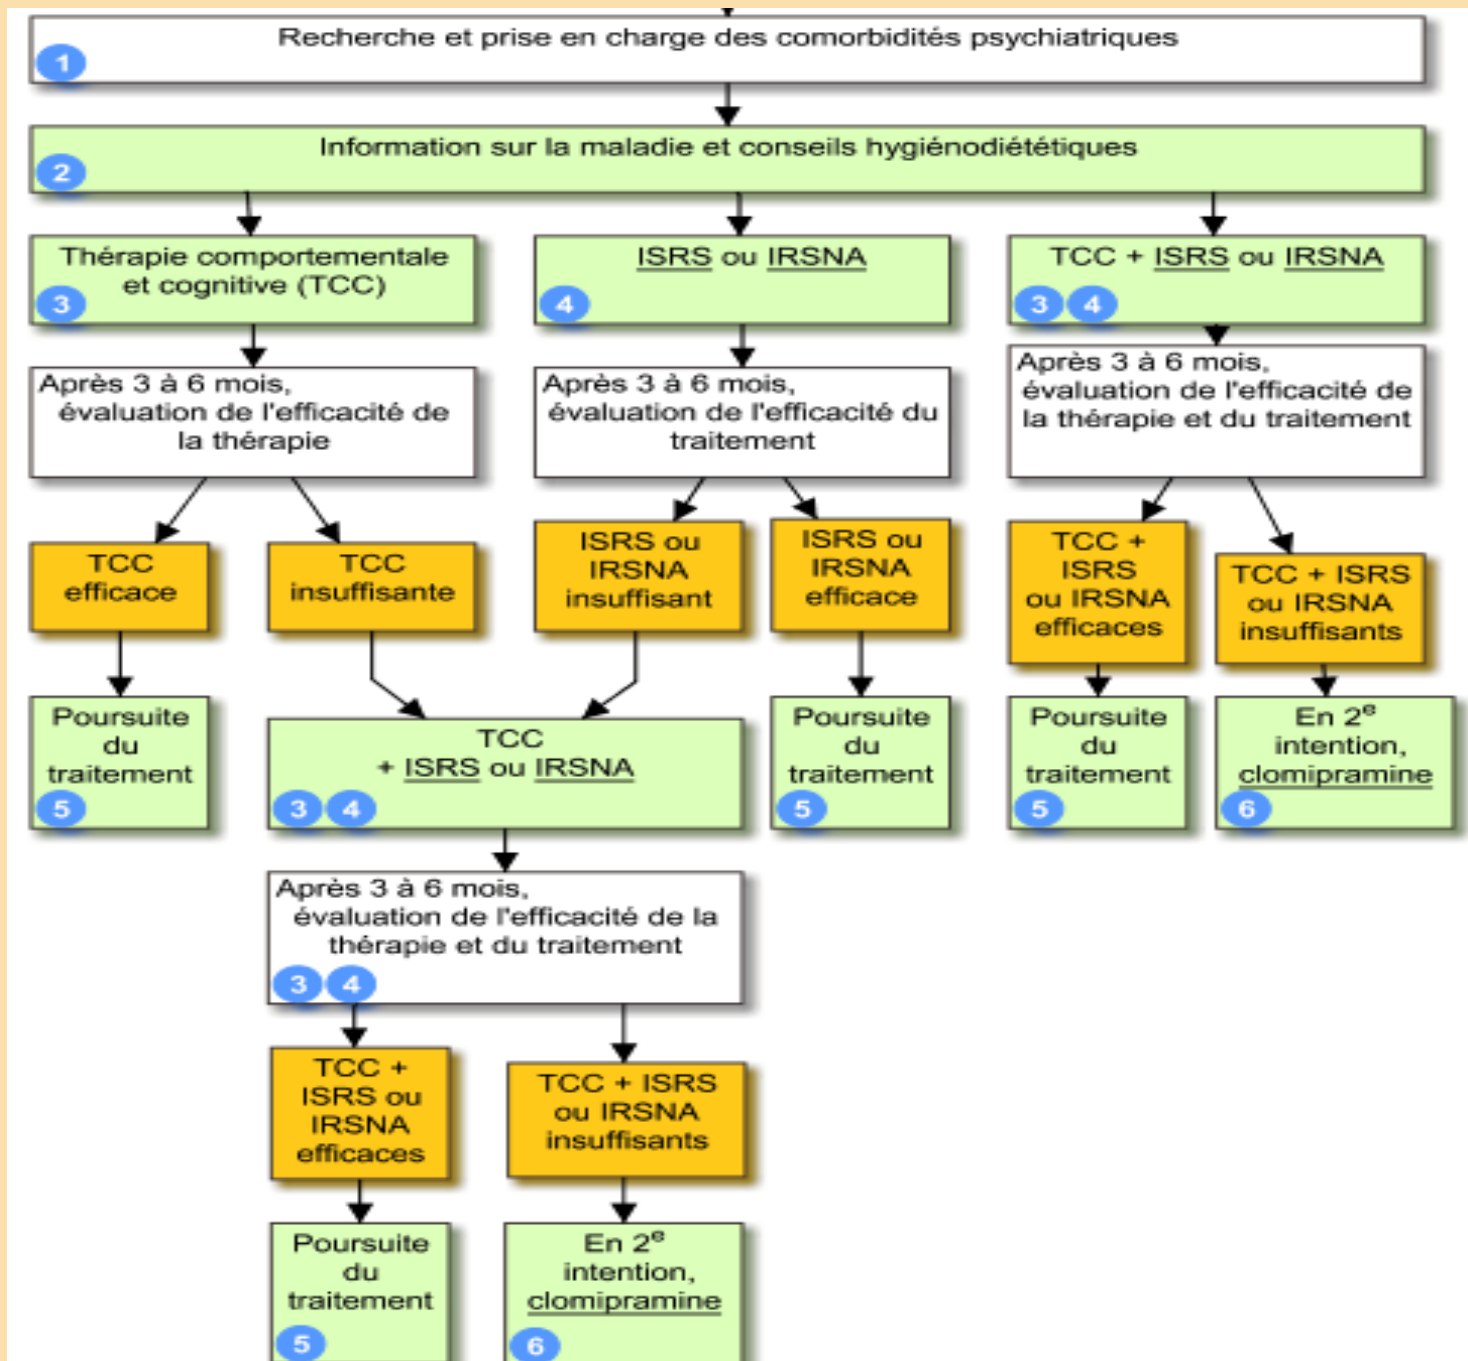 Recherche et prise en charge des comorbidités psychiatriques
1
Information sur la maladie et conseils hygiénodiététiques
2
Thérapie comportementale
et cognitive (TCC)
3
ISRS ou IRSNA
4
TCC + ISRS ou IRSNA
3 4
Après 3 à 6 mois,
évaluation de l'efficacité de
la thérapie
Après 3 à 6 mois,
évaluation de l'efficacité du
traitement
Après 3 à 6 mois,
évaluation de l'efficacité de
la thérapie et du traitement
TCC
efficace
TCC
insuffisante
ISRS ou
IRSNA
insuffisant
ISRS ou
IRSNA
efficace
TCC +
ISRS
ou IRSNA
efficaces
TCC + ISRS
ou IRSNA
insuffisants
Poursuite
du
traitement
5
TCC
+ ISRS ou IRSNA
3 4
Poursuite
du
traitement
5
Poursuite
du
traitement
5
En 2e
intention,
clomipramine
6
Après 3 à 6 mois,
évaluation de l'efficacité de la
thérapie et du traitement
3 4
TCC +
ISRS ou
IRSNA
efficaces
TCC + ISRS
ou IRSNA
insuffisants
Poursuite
du
traitement
5
En 2e
intention,
clomipramine
6